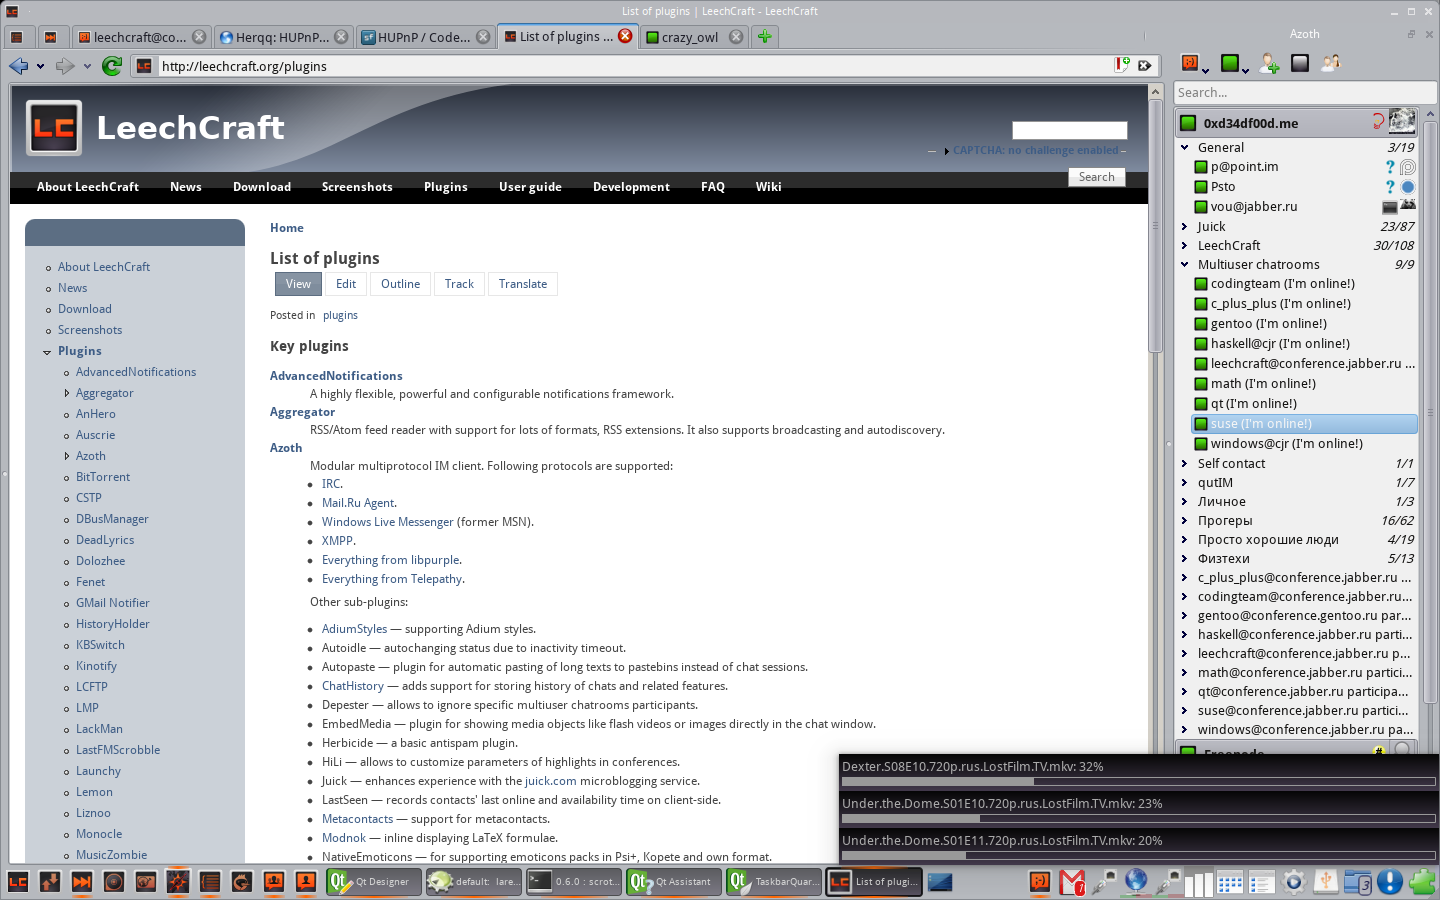 List of plugins | LeechCraft - LeechCraft
leechcraft@co...
Herqq: HUPnP...
HUPnP / Code...
List of plugins ...
crazy_owl
Azoth
http://leechcraft.org/plugins
Search...
LeechCraft
CAPTCHA: no challenge enabled
Search
About LeechCraft
News
Download
Screenshots
Plugins
User guide
Development
FAQ
Wiki
About LeechCraft
News
Download
Screenshots
Plugins
AdvancedNotifications
Aggregator
AnHero
Auscrie
Azoth
BitTorrent
CSTP
DBusManager
DeadLyrics
Dolozhee
Fenet
GMail Notifier
HistoryHolder
KBSwitch
Kinotify
LCFTP
LMP
LackMan
LastFMScrobble
Launchy
Lemon
Liznoo
Monocle
MusicZombie
Home
List of plugins
View
Edit
Outline
Track
Translate
Posted in plugins
Key plugins
AdvancedNotifications
A highly flexible, powerful and configurable notifications framework.
Aggregator
RSS/Atom feed reader with support for lots of formats, RSS extensions. It also supports broadcasting and autodiscovery.
Azoth
Modular multiprotocol IM client. Following protocols are supported:
IRC.
Mail.Ru Agent.
Windows Live Messenger (former MSN).
XMPP.
Everything from libpurple.
Everything from Telepathy.
Other sub-plugins:
AdiumStyles — supporting Adium styles.
Autoidle — autochanging status due to inactivity timeout.
Autopaste — plugin for automatic pasting of long texts to pastebins instead of chat sessions.
ChatHistory — adds support for storing history of chats and related features.
Depester — allows to ignore specific multiuser chatrooms participants.
EmbedMedia — plugin for showing media objects like flash videos or images directly in the chat window.
Herbicide — a basic antispam plugin.
HiLi — allows to customize parameters of highlights in conferences.
Juick — enhances experience with the juick.com microblogging service.
LastSeen — records contacts' last online and availability time on client-side.
Metacontacts — support for metacontacts.
Modnok — inline displaying LaTeX formulae.
NativeEmoticons — for supporting emoticons packs in Psi+, Kopete and own format.
0xd34df00d.me
General 3/19
p@point.im
Psto
vou@jabber.ru
Juick 23/87
LeechCraft 30/108
Multiuser chatrooms 9/9
codingteam (I'm online!)
c_plus_plus (I'm online!)
gentoo (I'm online!)
haskell@cjr (I'm online!)
leechcraft@conference.jabber.ru ...
math (I'm online!)
qt (I'm online!)
suse (I'm online!)
windows@cjr (I'm online!)
Self contact 1/1
qutIM 1/7
Личное 1/3
Прогеры 16/62
Просто хорошие люди 4/19
Физтехи 5/13
c_plus_plus@conference.jabber.ru ...
codingteam@conference.jabber.ru...
gentoo@conference.gentoo.ru par...
haskell@conference.jabber.ru parti...
leechcraft@conference.jabber.ru p...
math@conference.jabber.ru partici...
qt@conference.jabber.ru participa...
suse@conference.jabber.ru partici...
windows@conference.jabber.ru pa...
Dexter.S08E10.720p.rus.LostFilm.TV.mkv: 32%
Under.the.Dome.S01E10.720p.rus.LostFilm.TV.mkv: 23%
Under.the.Dome.S01E11.720p.rus.LostFilm.TV.mkv: 20%
Qt Designer
default: lare...
0.6.0 : scrot...
Qt Assistant
TaskbarQuar...
List of plugi...